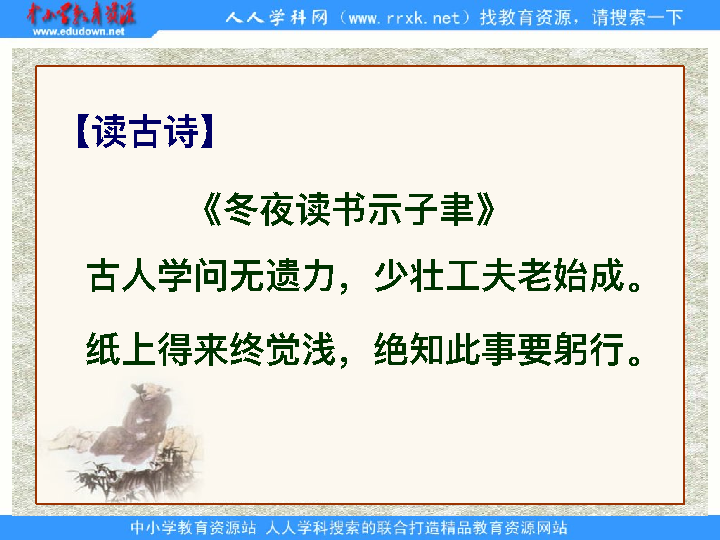 中小学教育资源
www.edudown.net
人人学科网（www.rrxk.net）找教育资源，请搜索一下
【读古诗】
《冬夜读书示子聿》
古人学问无遗力，少壮工夫老始成。
纸上得来终觉浅，绝知此事要躬行。
中小学教育资源站 人人学科搜索的联合打造精品教育资源网站